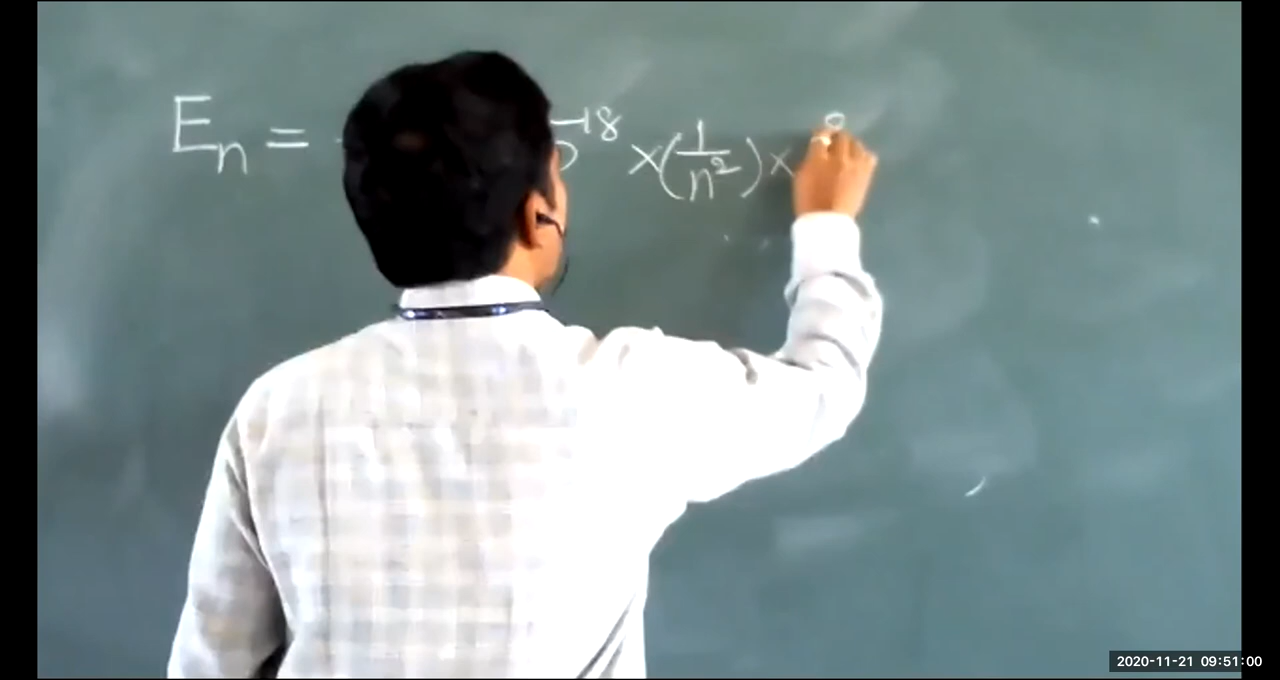 Eₙ = -18 × (1/n²) ×
2020-11-21 09:51:00